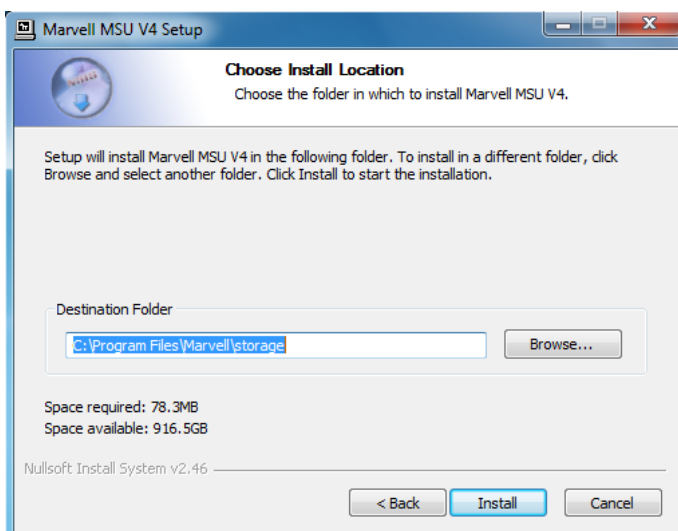 Marvell MSU V4 Setup
Choose Install Location
Choose the folder in which to install Marvell MSU V4.
Setup will install Marvell MSU V4 in the following folder. To install in a different folder, click
Browse and select another folder. Click Install to start the installation.
Destination Folder
C:\Program Files\Marvell\storage
Browse...
Space required: 78.3MB
Space available: 916.5GB
Nullsoft Install System v2.46
< Back
Install
Cancel